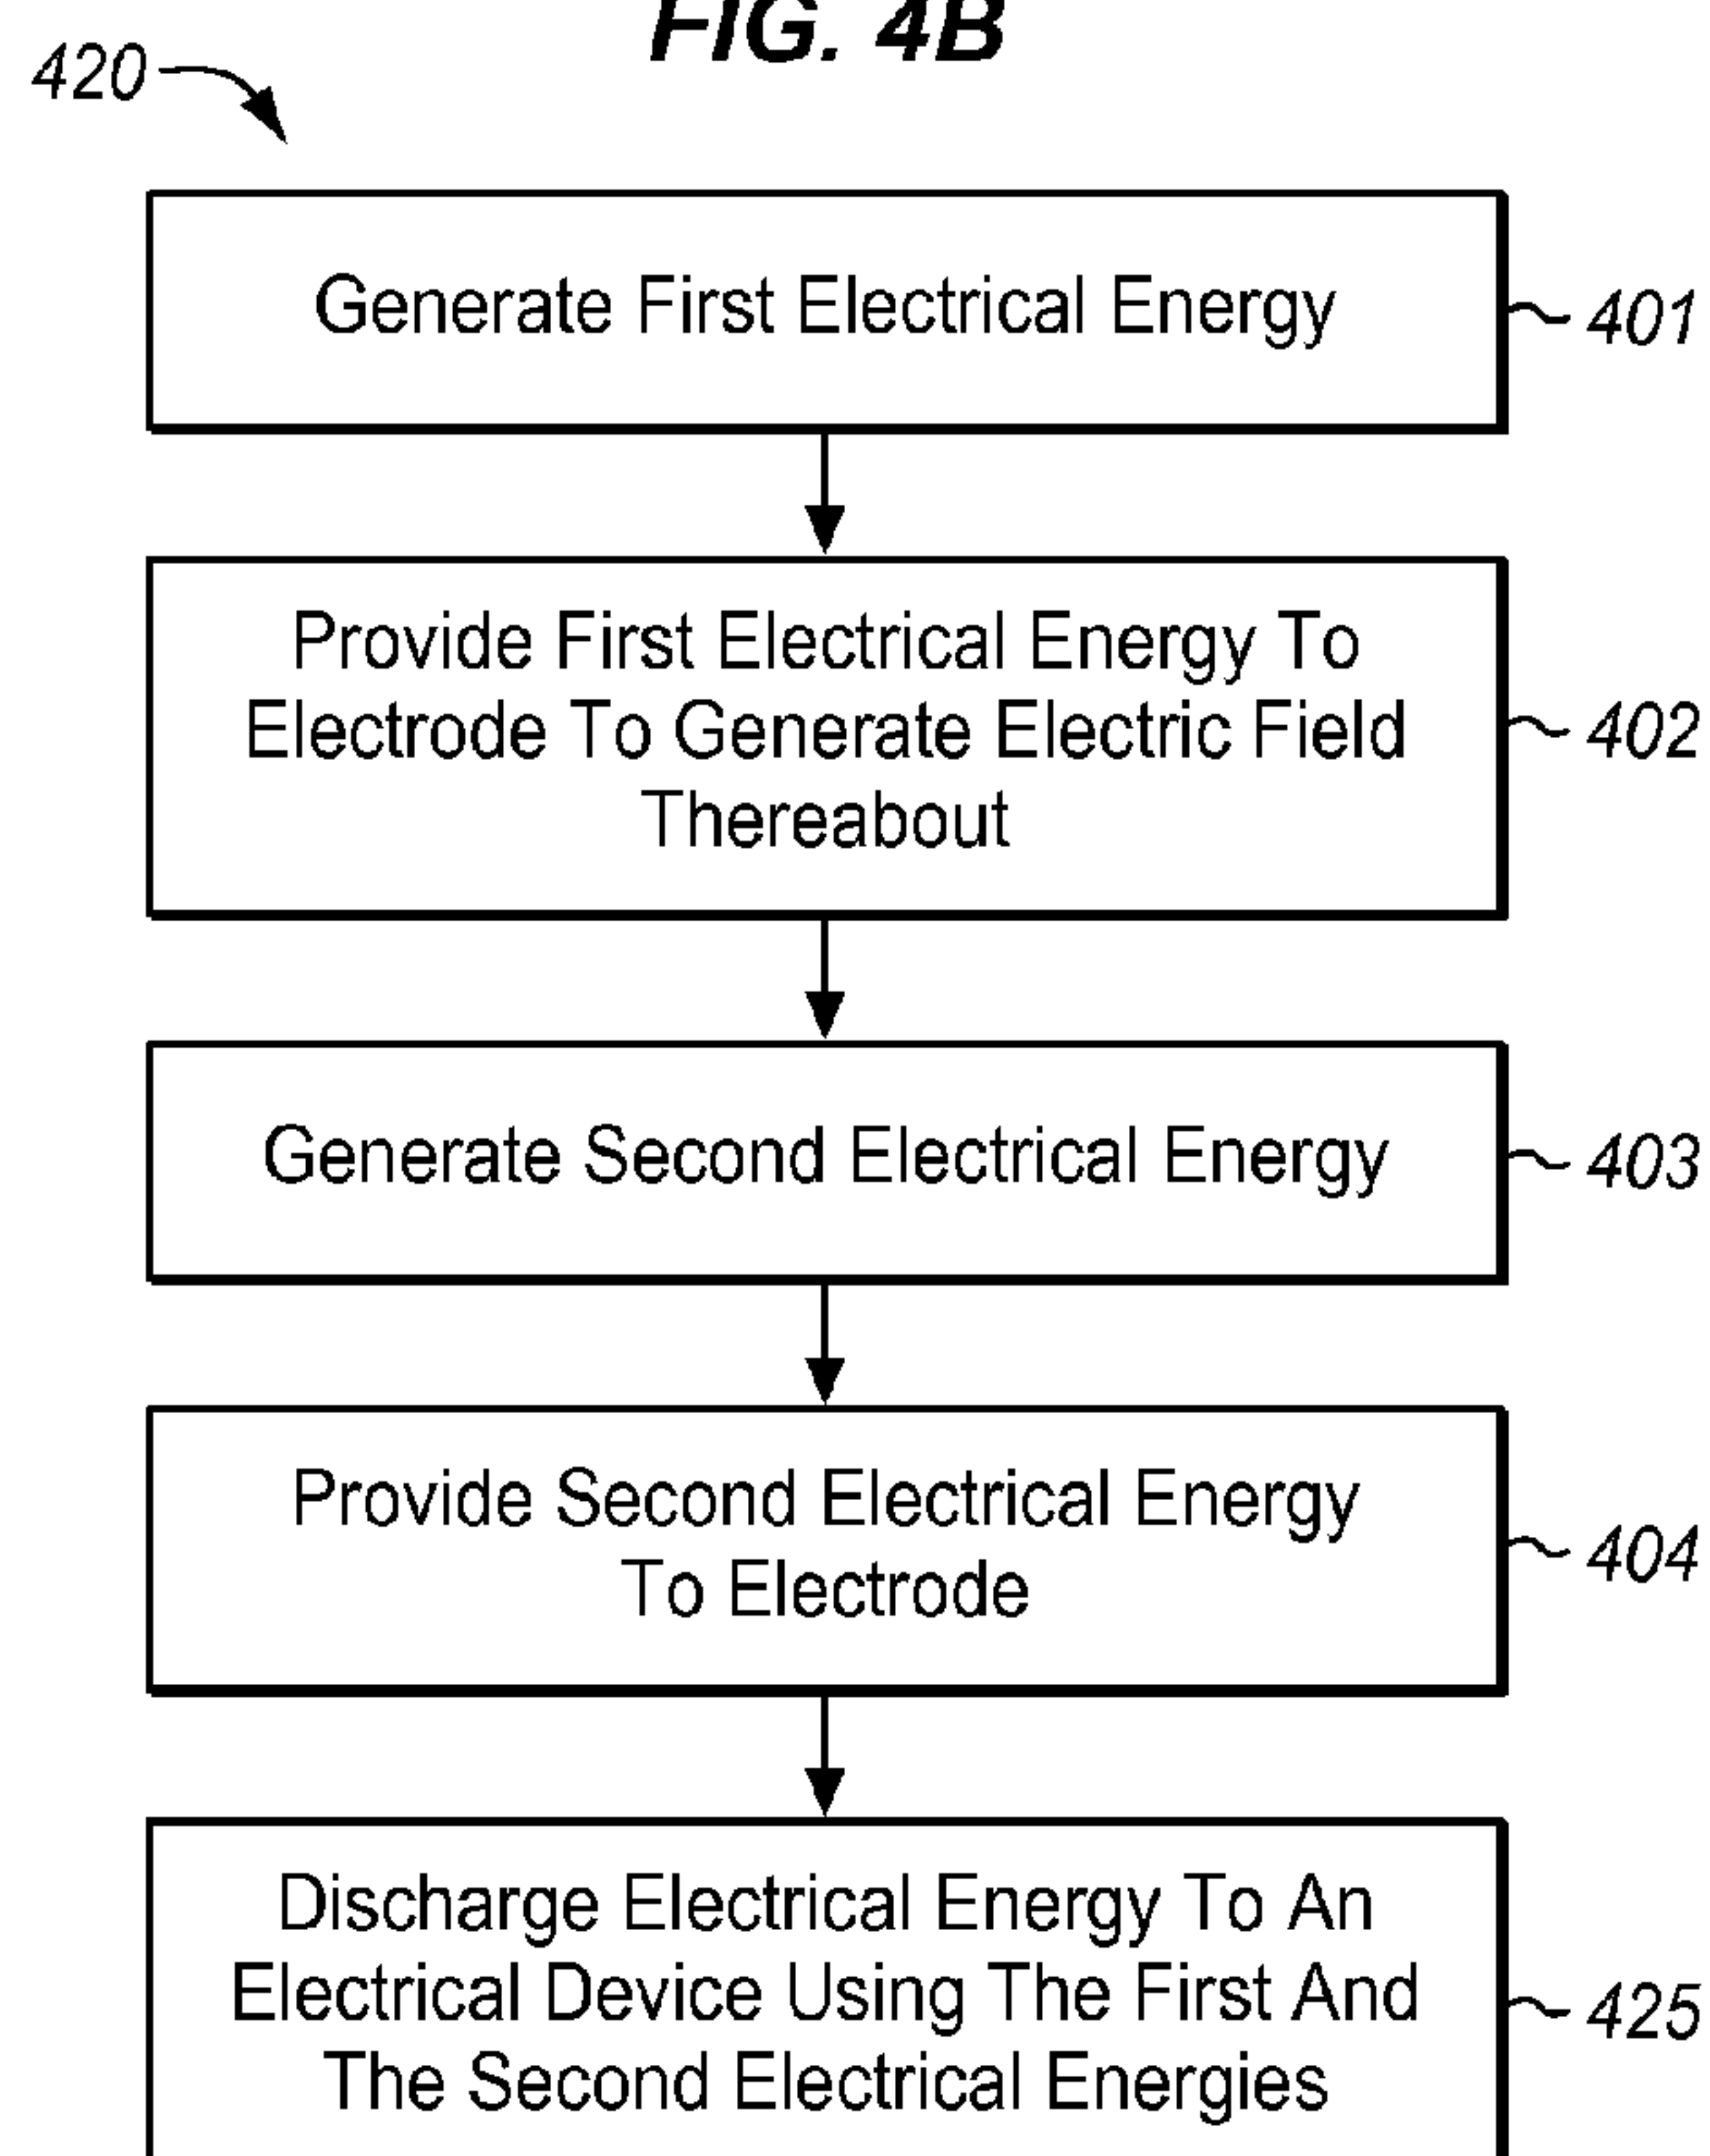 FIG. 4B
420
Generate First Electrical Energy
401
Provide First Electrical Energy To
Electrode To Generate Electric Field
Thereabout
402
Generate Second Electrical Energy
403
Provide Second Electrical Energy
To Electrode
404
Discharge Electrical Energy To An
Electrical Device Using The First And
The Second Electrical Energies
425